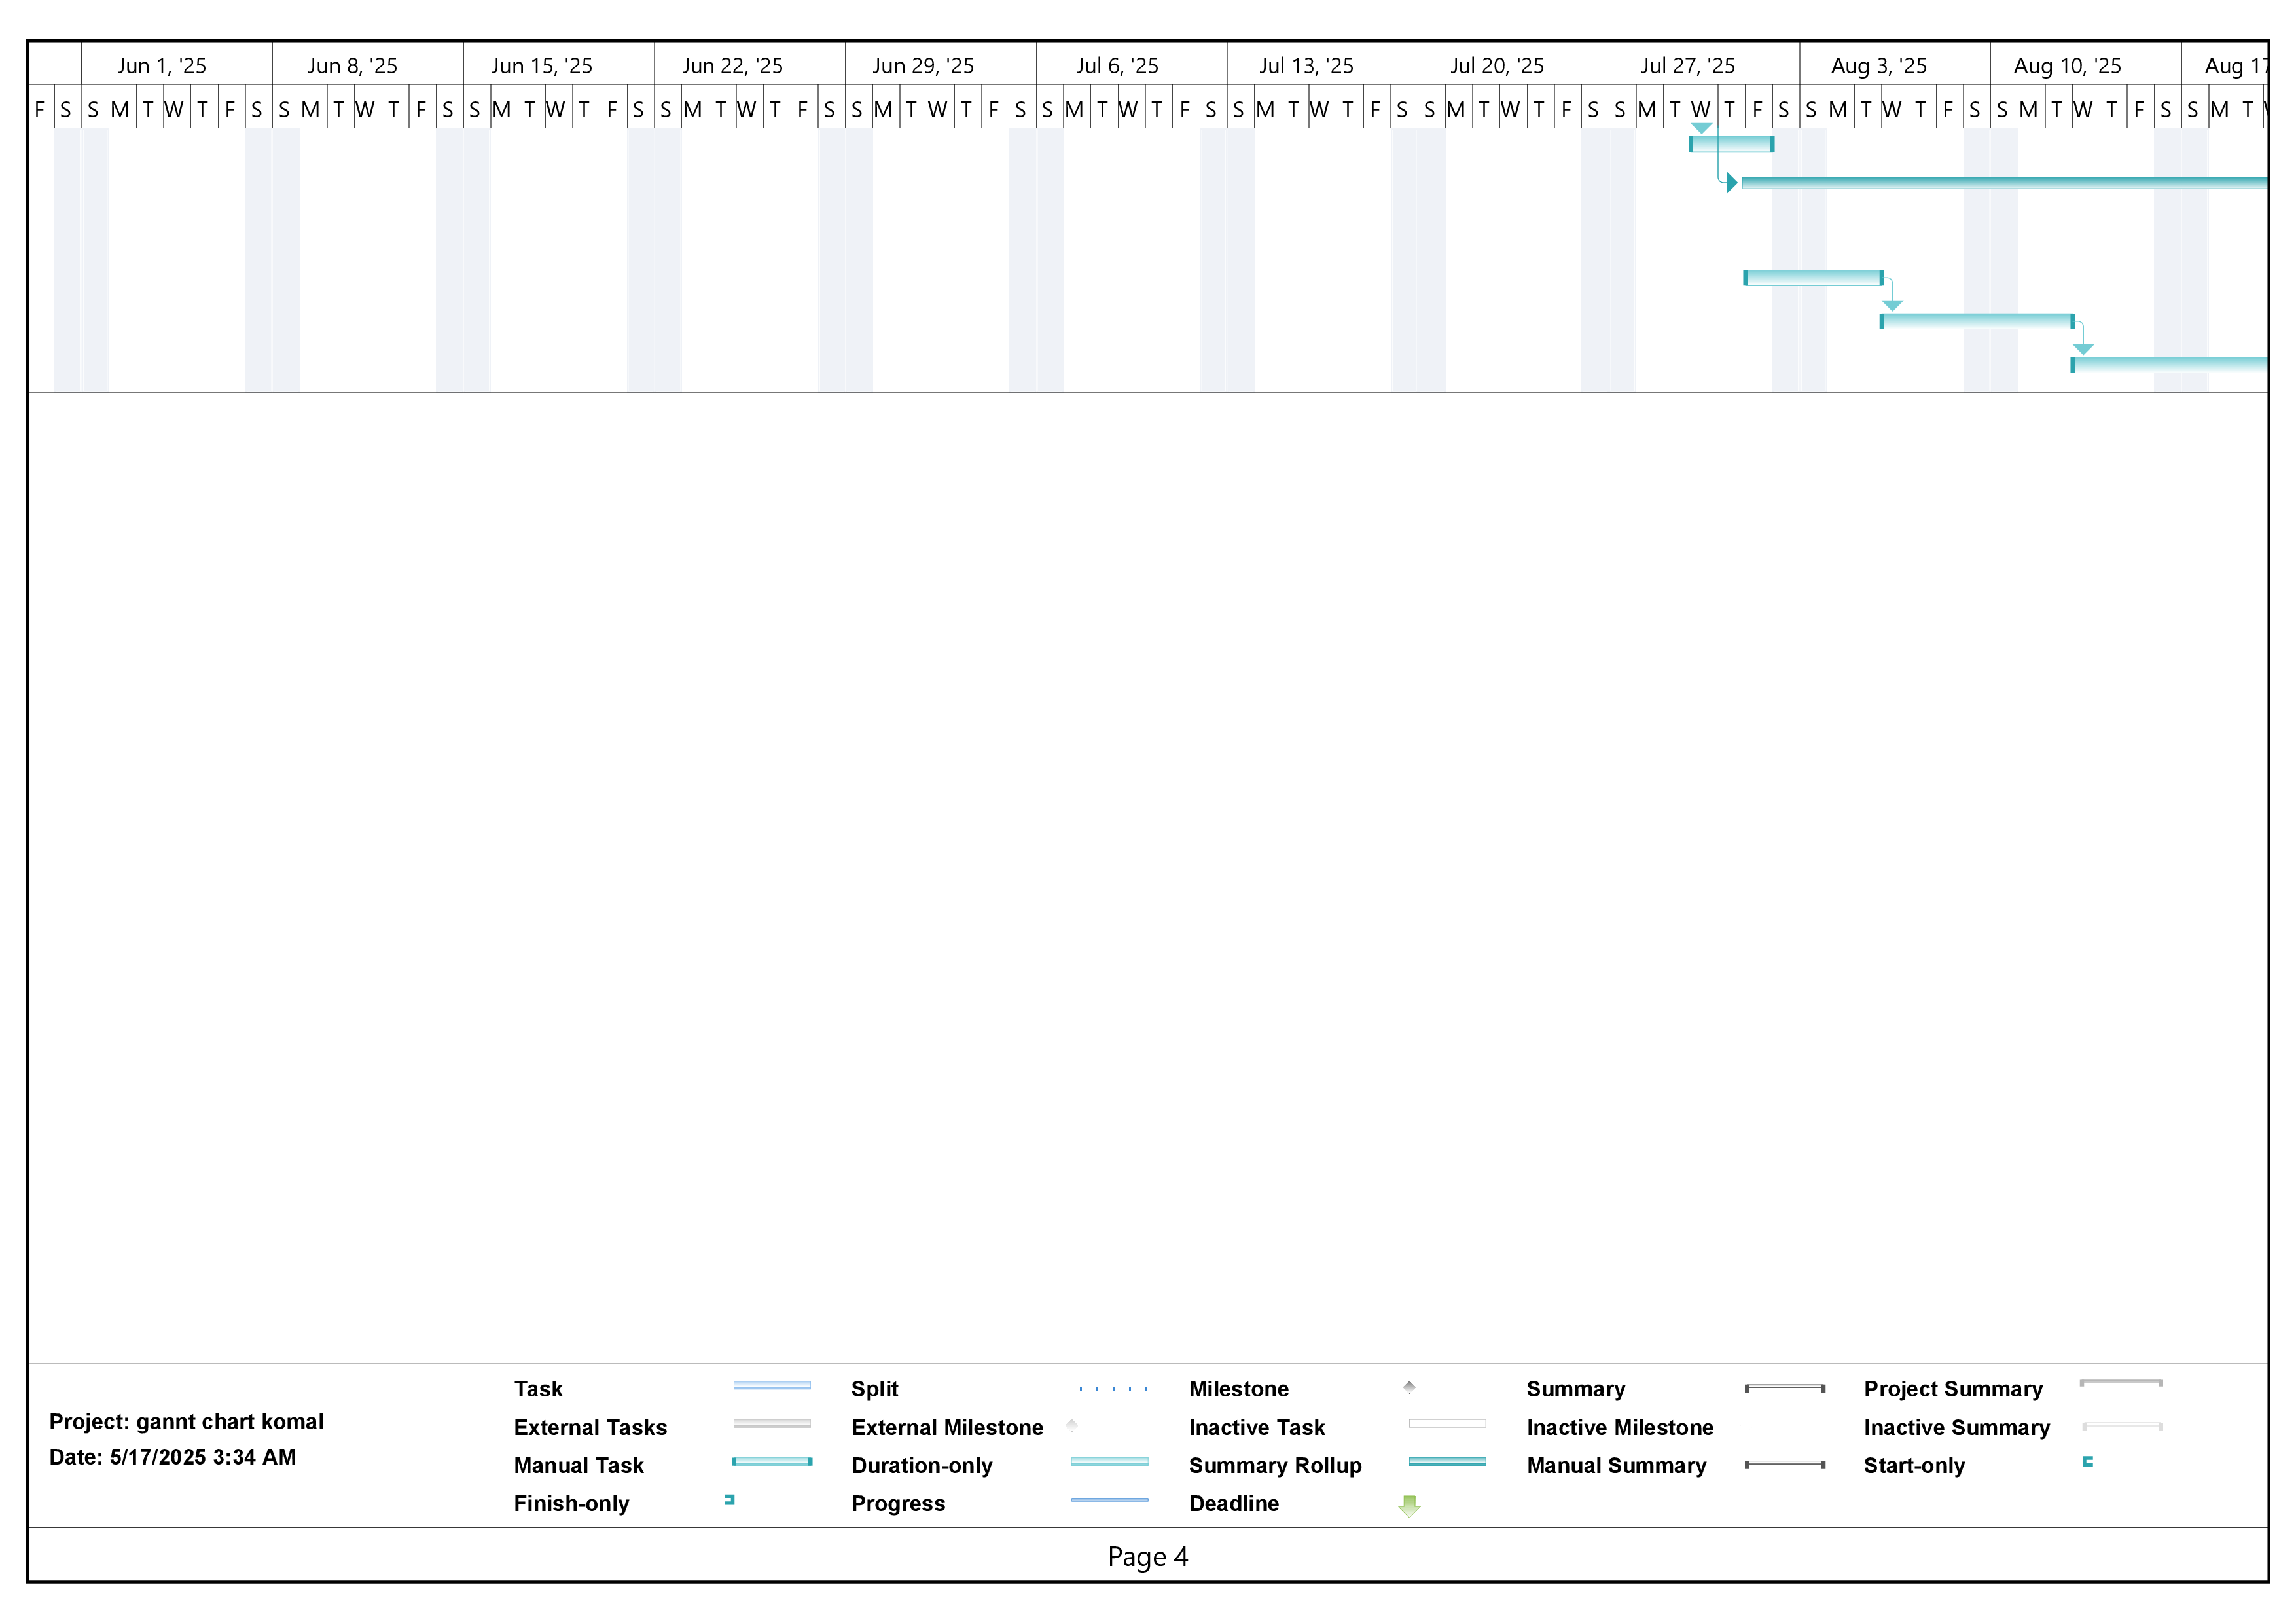 Jun 1, '25 Jun 8, '25 Jun 15, '25 Jun 22, '25 Jun 29, '25 Jul 6, '25 Jul 13, '25 Jul 20, '25 Jul 27, '25 Aug 3, '25 Aug 10, '25 Aug 17
F S S M T W T F S S M T W T F S S M T W T F S S M T W T F S S M T W T F S S M T W T F S S M T W T F S S M T W T F S S M T W T F S S M T W T F S S M T W T F S S M T
Task Split Milestone Summary Project Summary
Project: gannt chart komal
External Tasks External Milestone Inactive Task Inactive Milestone Inactive Summary
Date: 5/17/2025 3:34 AM
Manual Task Duration-only Summary Rollup Manual Summary Start-only
Finish-only Progress Deadline
Page 4